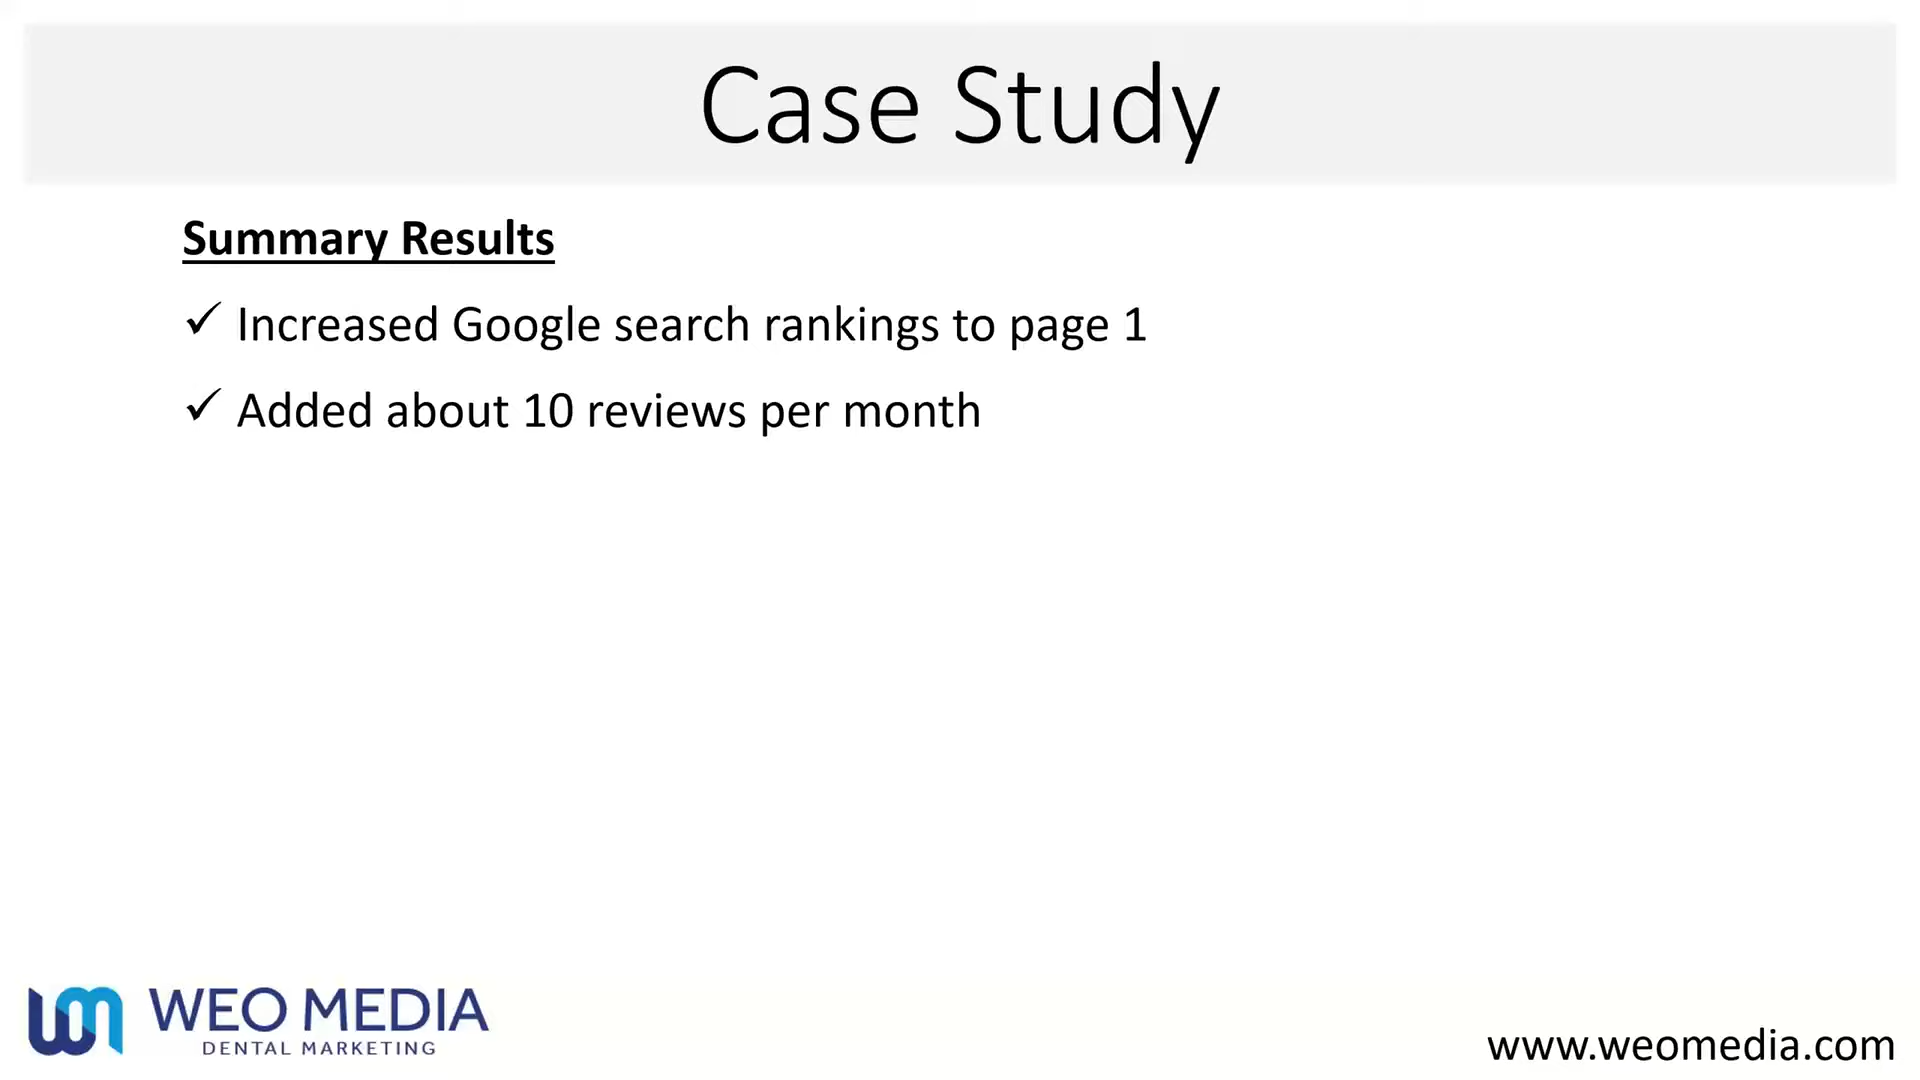 Case Study
Summary Results
✓ Increased Google search rankings to page 1
✓ Added about 10 reviews per month
WEO MEDIA
DENTAL MARKETING
www.weomedia.com